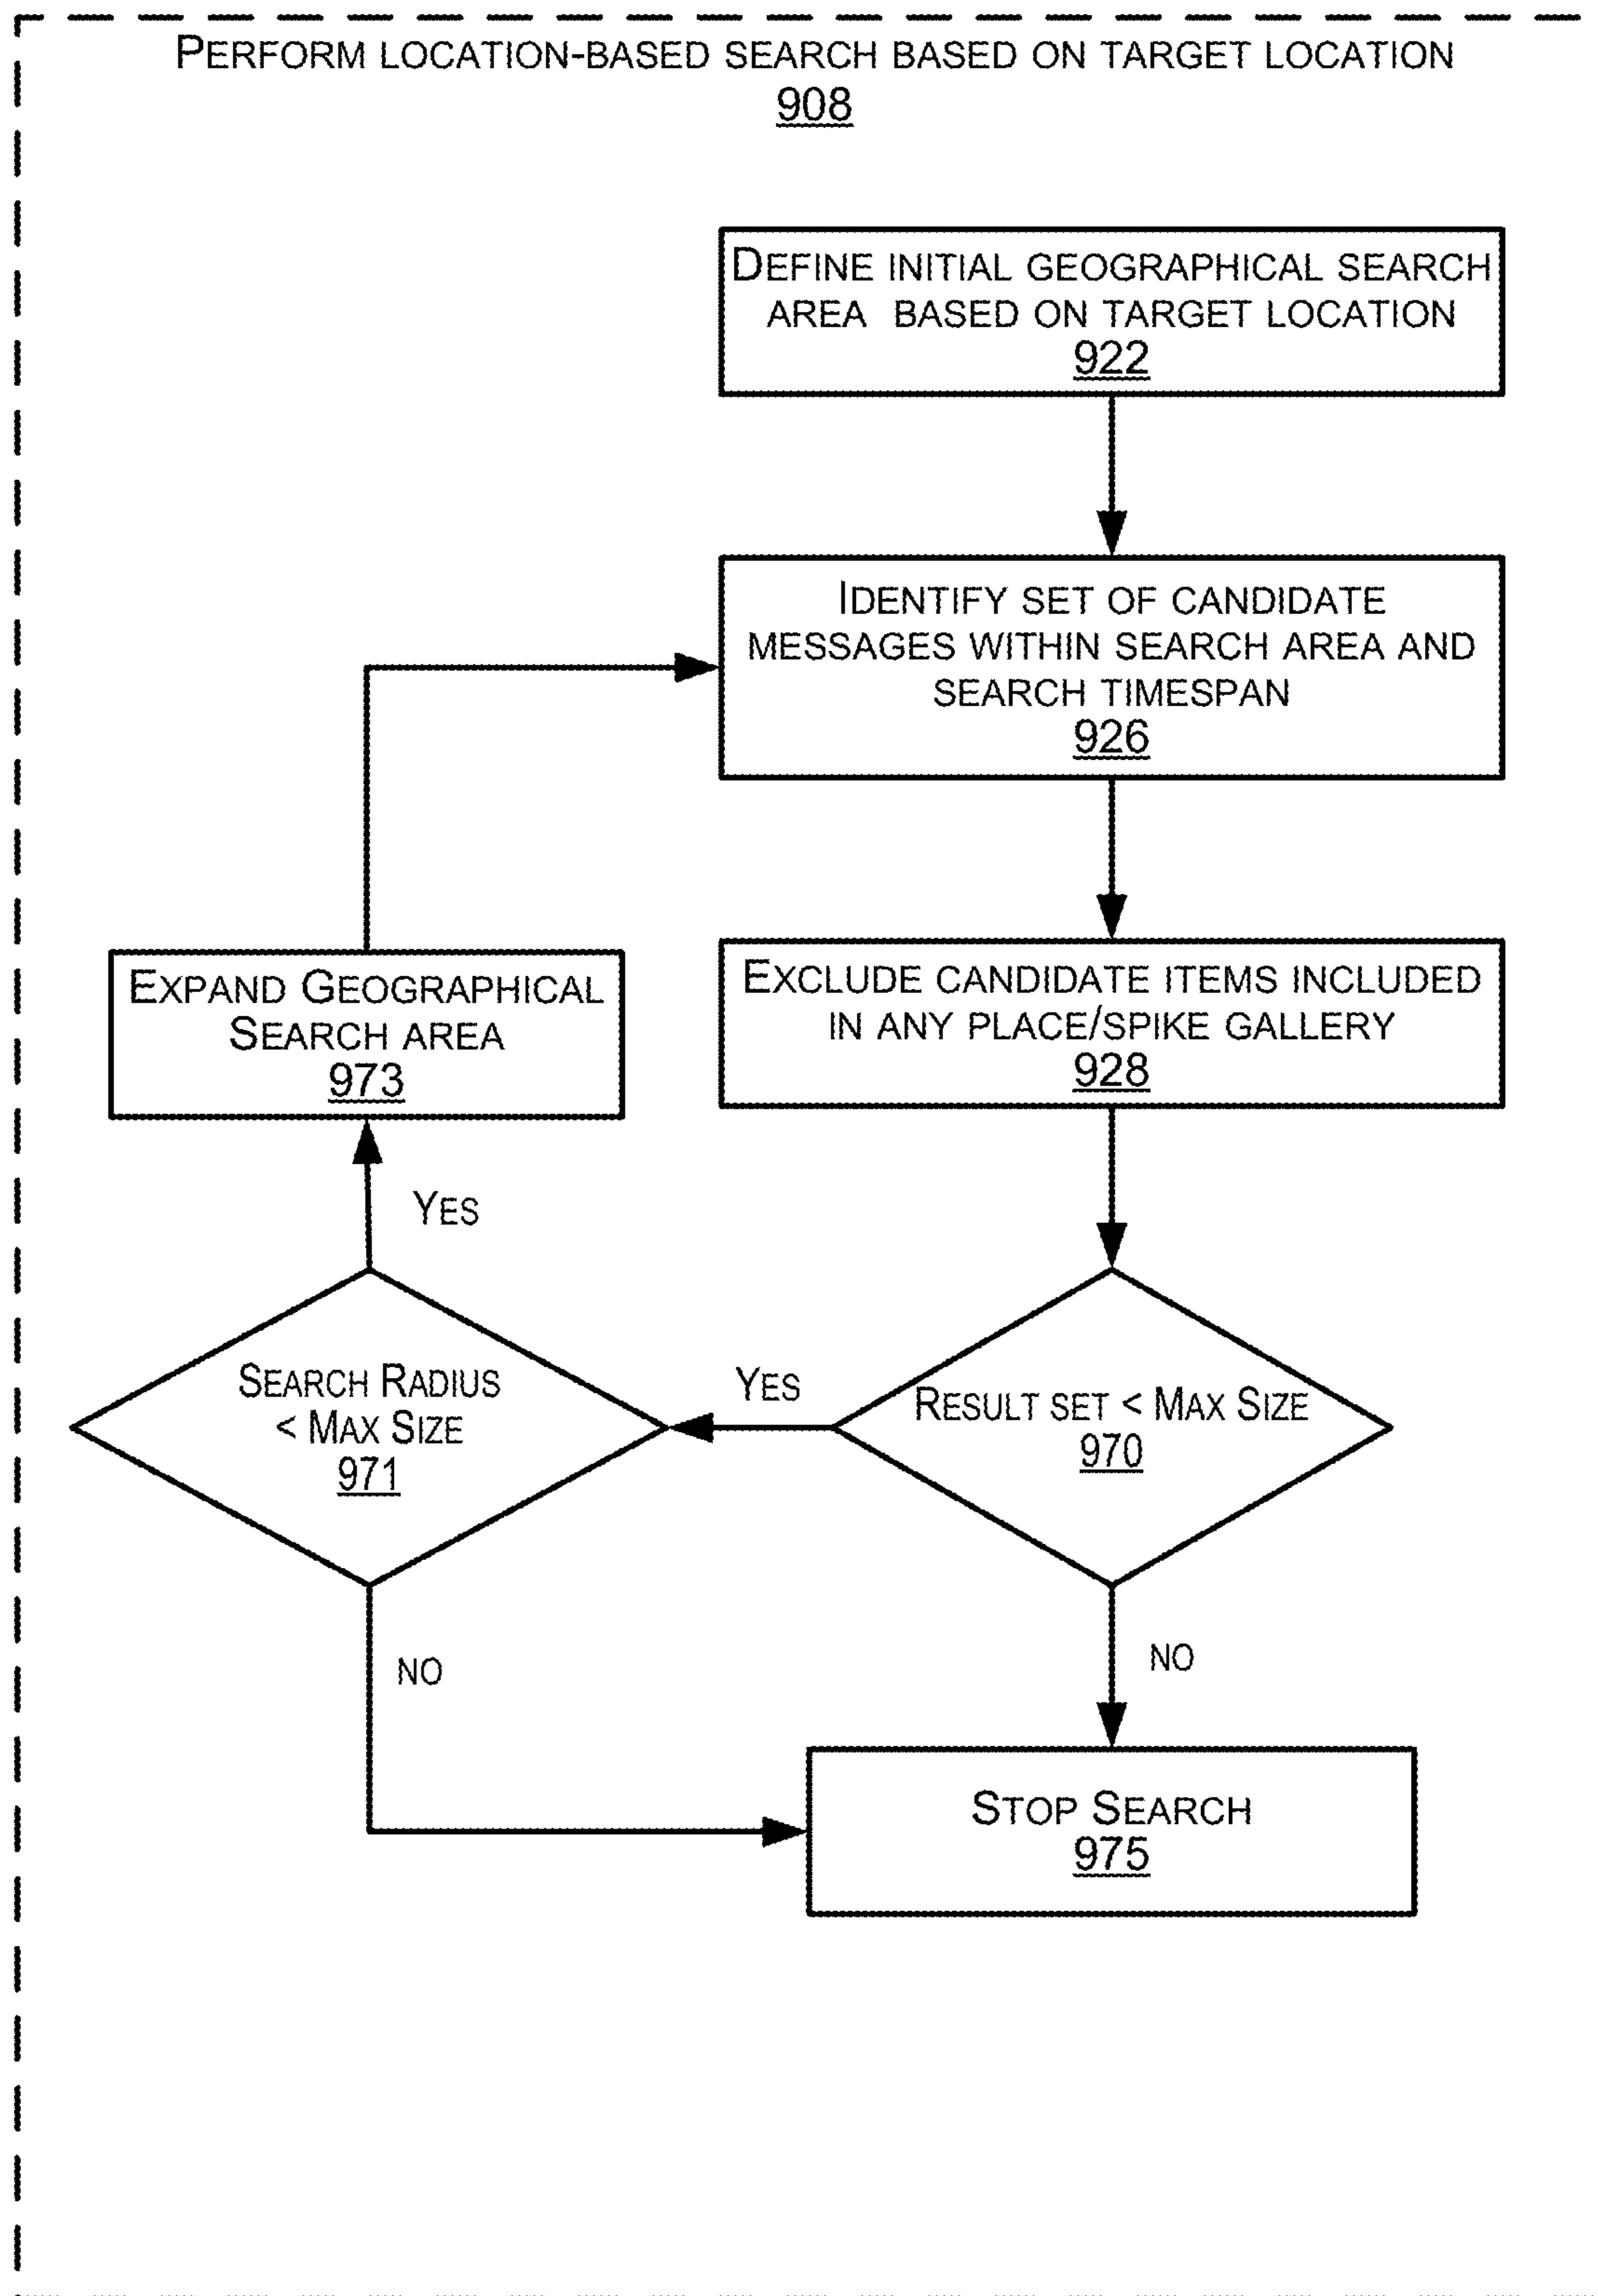 PERFORM LOCATION-BASED SEARCH BASED ON TARGET LOCATION
908
DEFINE INITIAL GEOGRAPHICAL SEARCH
AREA BASED ON TARGET LOCATION
922
IDENTIFY SET OF CANDIDATE
MESSAGES WITHIN SEARCH AREA AND
SEARCH TIMESPAN
926
EXPAND GEOGRAPHICAL
SEARCH AREA
973
EXCLUDE CANDIDATE ITEMS INCLUDED
IN ANY PLACE/SPIKE GALLERY
928
YES
SEARCH RADIUS
< MAX SIZE
971
YES
RESULT SET < MAX SIZE
970
NO
NO
STOP SEARCH
975